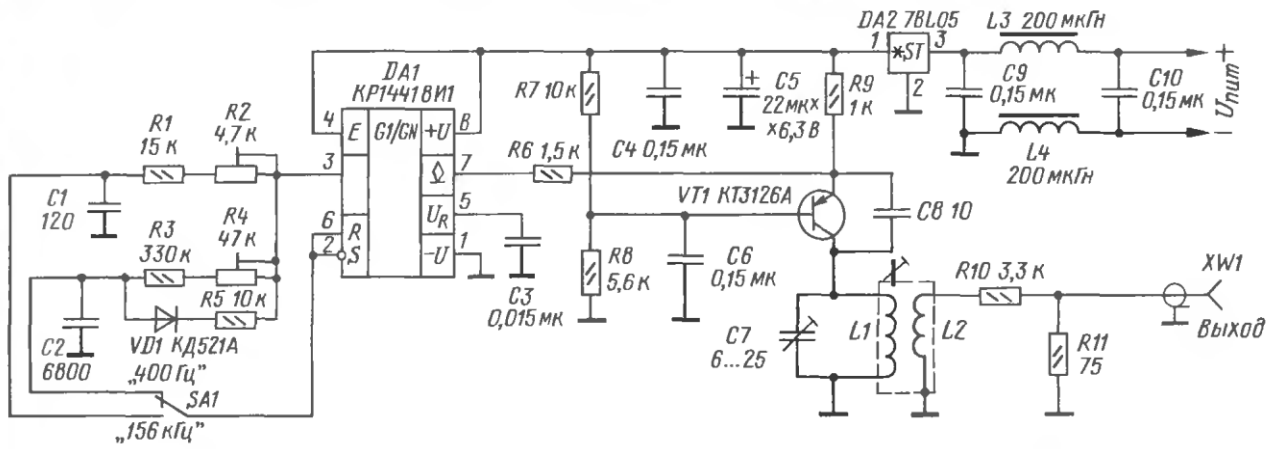 DA2 78L05
L3 200 мкГн
1
*ST
3
2
C9
0,15 мк
C10
0,15 мк
+
Uпит
−
L4
200 мкГн
DA1
КР1441ВИ1
R7 10 к
C4 0,15 мк
+
C5
22 мк×
×6,3 В
R9
1 к
4
E
G1/GN
+U
8
3
7
R6 1,5 к
6
R
UR
5
2
S
−U
1
R1
15 к
R2
4,7 к
C1
120
R3
330 к
R4
47 к
R5 10 к
VD1 КД521А
C2
6800
„400 Гц"
SA1
„156 кГц"
C3
0,015 мк
R8
5,6 к
C6
0,15 мк
VT1 КТ3126А
C8 10
C7
6...25
L1
L2
R10 3,3 к
R11
75
XW1
Выход